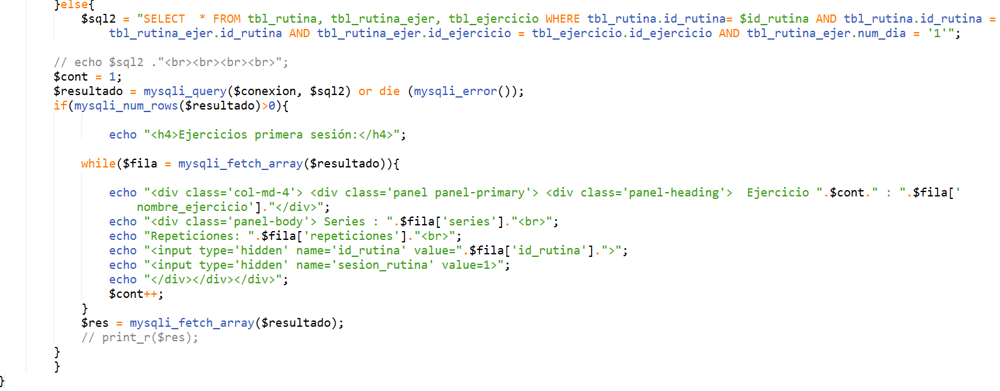 }else{
$sql2 = "SELECT  * FROM tbl_rutina, tbl_rutina_ejer, tbl_ejercicio WHERE tbl_rutina.id_rutina= $id_rutina AND tbl_rutina.id_rutina =
tbl_rutina_ejer.id_rutina AND tbl_rutina_ejer.id_ejercicio = tbl_ejercicio.id_ejercicio AND tbl_rutina_ejer.num_dia = '1'";
// echo $sql2 ."<br><br><br><br>";
$cont = 1;
$resultado = mysqli_query($conexion, $sql2) or die (mysqli_error());
if(mysqli_num_rows($resultado)>0){
echo "<h4>Ejercicios primera sesión:</h4>";
while($fila = mysqli_fetch_array($resultado)){
echo "<div class='col-md-4'> <div class='panel panel-primary'> <div class='panel-heading'>  Ejercicio ".$cont." : ".$fila['
nombre_ejercicio']."</div>";
echo "<div class='panel-body'> Series : ".$fila['series']."<br>";
echo "Repeticiones: ".$fila['repeticiones']."<br>";
echo "<input type='hidden' name='id_rutina' value=".$fila['id_rutina'].">";
echo "<input type='hidden' name='sesion_rutina' value=1>";
echo "</div></div></div>";
$cont++;
}
$res = mysqli_fetch_array($resultado);
// print_r($res);
}
}
}